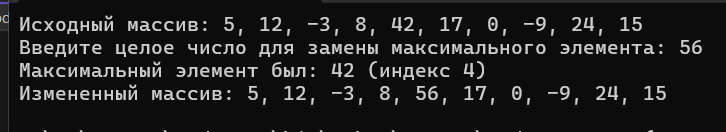 Исходный массив: 5, 12, -3, 8, 42, 17, 0, -9, 24, 15
Введите целое число для замены максимального элемента: 56
Максимальный элемент был: 42 (индекс 4)
Измененный массив: 5, 12, -3, 8, 56, 17, 0, -9, 24, 15